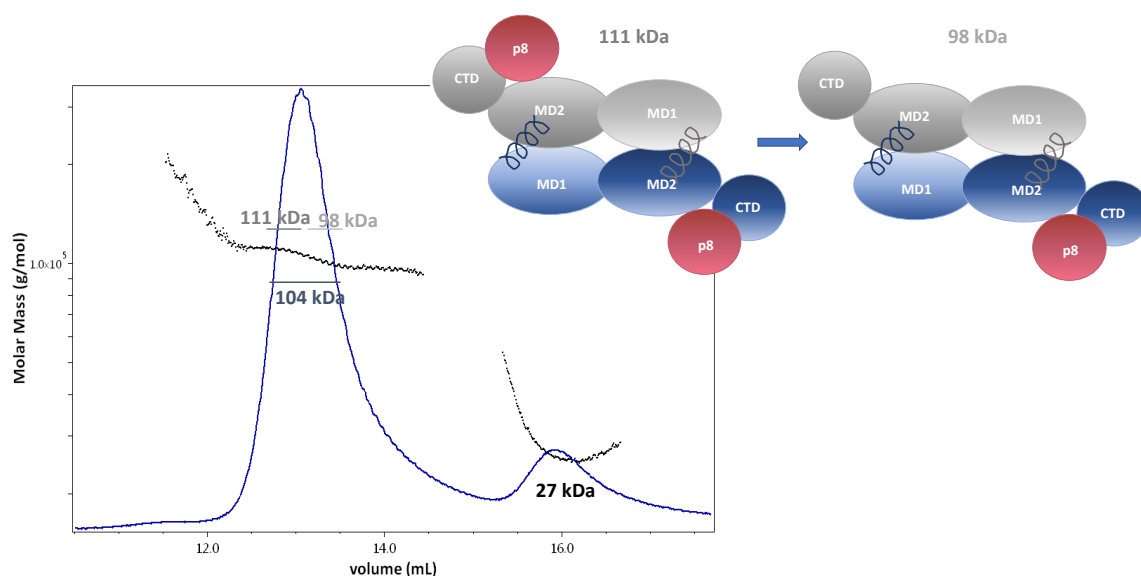 111 kDa
98 kDa
p8
CTD
MD2
MD1
MD1
MD2
CTD
p8
CTD
MD2
MD1
MD1
MD2
CTD
p8
Molar Mass (g/mol)
1.0×10⁵
111 kDa
98 kDa
104 kDa
27 kDa
12.0
14.0
16.0
volume (mL)